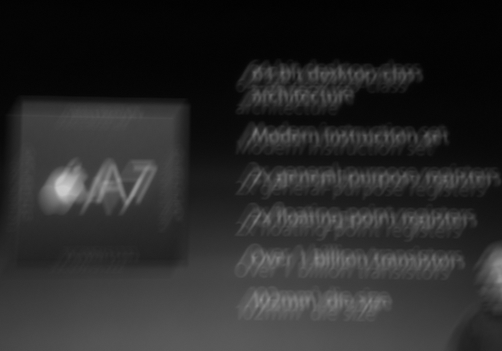 A7
64-bit desktop-class
architecture
Modern instruction set
2x general-purpose registers
2x floating-point registers
Over 1 billion transistors
102mm² die size